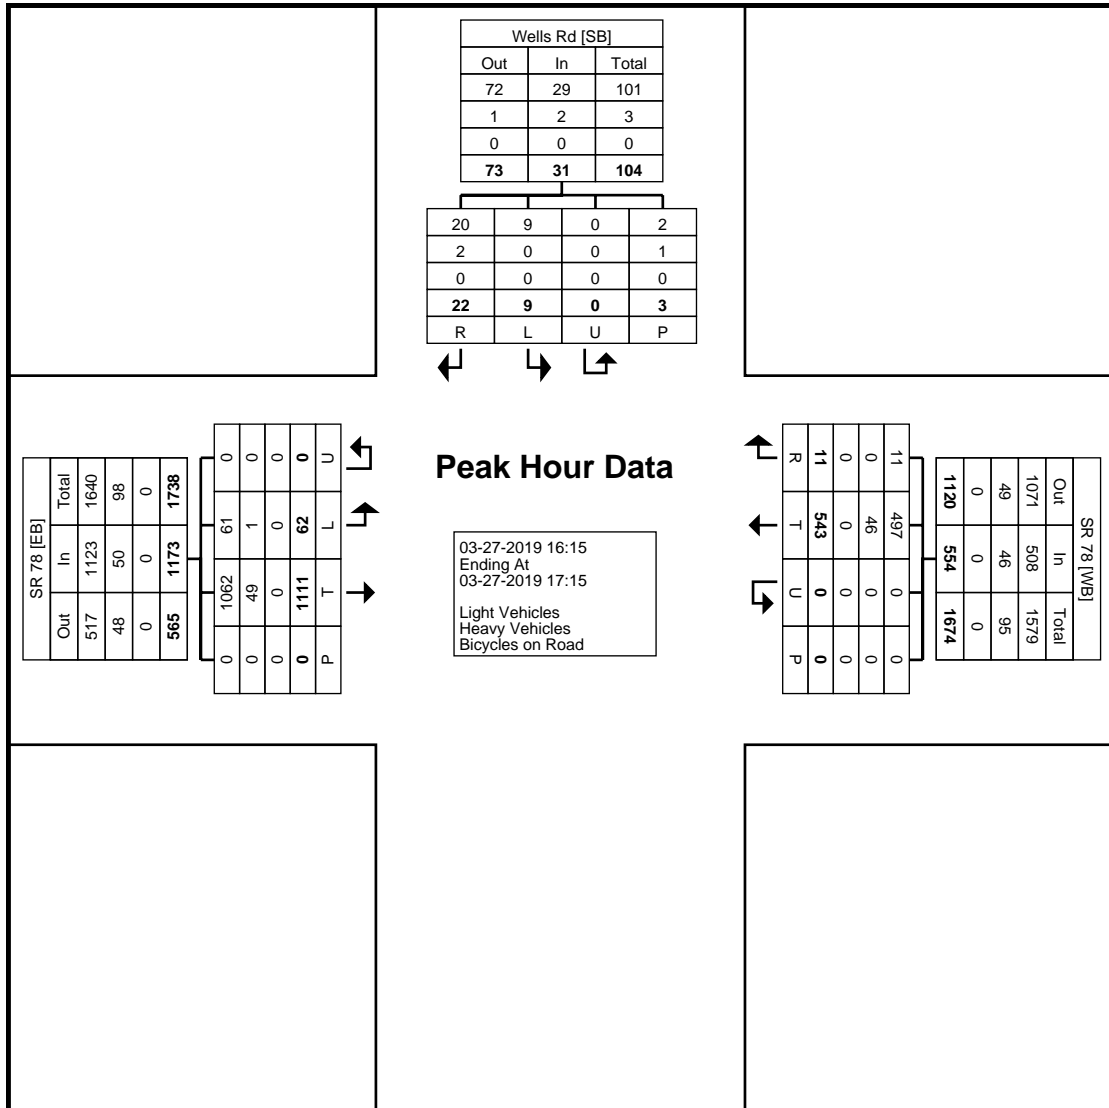 Wells Rd [SB]
Out In Total
72 29 101
1 2 3
0 0 0
73 31 104
20 9 0 2
2 0 0 1
0 0 0 0
22 9 0 3
R L U P
Peak Hour Data
03-27-2019 16:15
Ending At
03-27-2019 17:15
Light Vehicles
Heavy Vehicles
Bicycles on Road
SR 78 [EB]
Out In Total
517 1123 1640
48 50 98
0 0 0
565 1173 1738
0 1062 61 0
0 49 1 0
0 0 0 0
0 1111 62 0
P T L U
SR 78 [WB]
Out In Total
1071 508 1579
49 46 95
0 0 0
1120 554 1674
11 497 0 0
0 46 0 0
0 0 0 0
11 543 0 0
R T U P